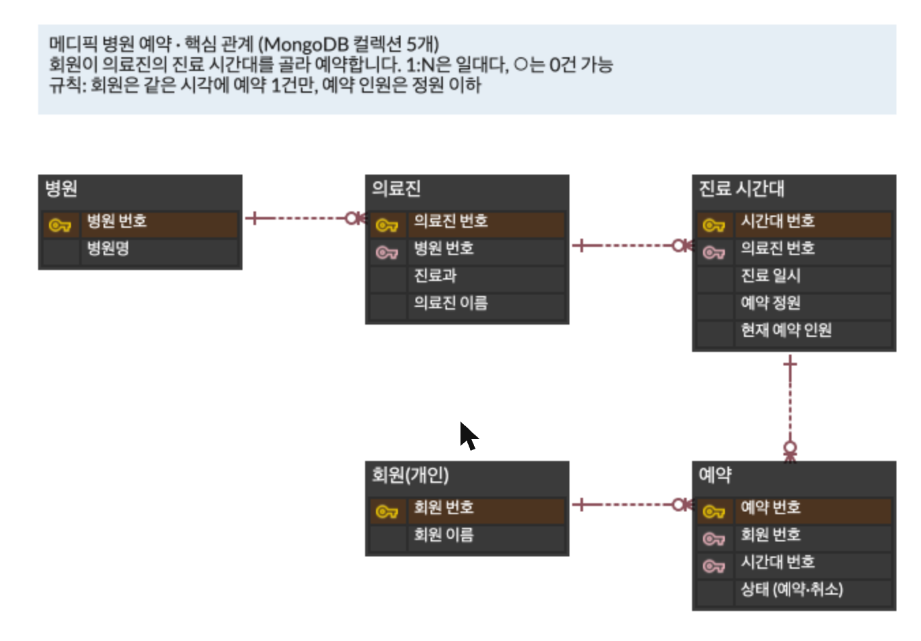 메디픽 병원 예약 · 핵심 관계 (MongoDB 컬렉션 5개)
회원이 의료진의 진료 시간대를 골라 예약합니다. 1:N은 일대다, ○는 0건 가능
규칙: 회원은 같은 시각에 예약 1건만, 예약 인원은 정원 이하
병원
병원 번호
병원명
의료진
의료진 번호
병원 번호
진료과
의료진 이름
진료 시간대
시간대 번호
의료진 번호
진료 일시
예약 정원
현재 예약 인원
회원(개인)
회원 번호
회원 이름
예약
예약 번호
회원 번호
시간대 번호
상태 (예약·취소)